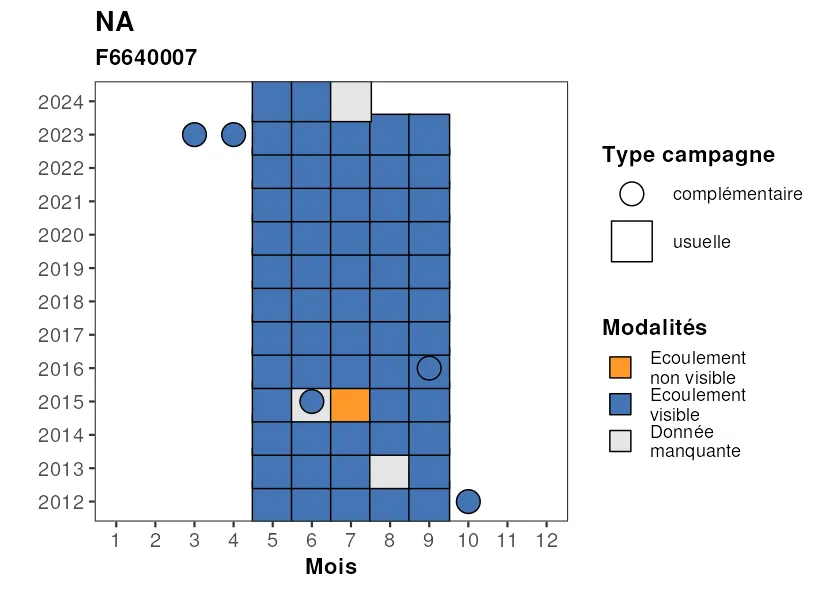 NA
F6640007
2024
2023
2022
2021
2020
2019
2018
2017
2016
2015
2014
2013
2012
1 2 3 4 5 6 7 8 9 10 11 12
Mois
Type campagne
complémentaire
usuelle
Modalités
Ecoulement
non visible
Ecoulement
visible
Donnée
manquante